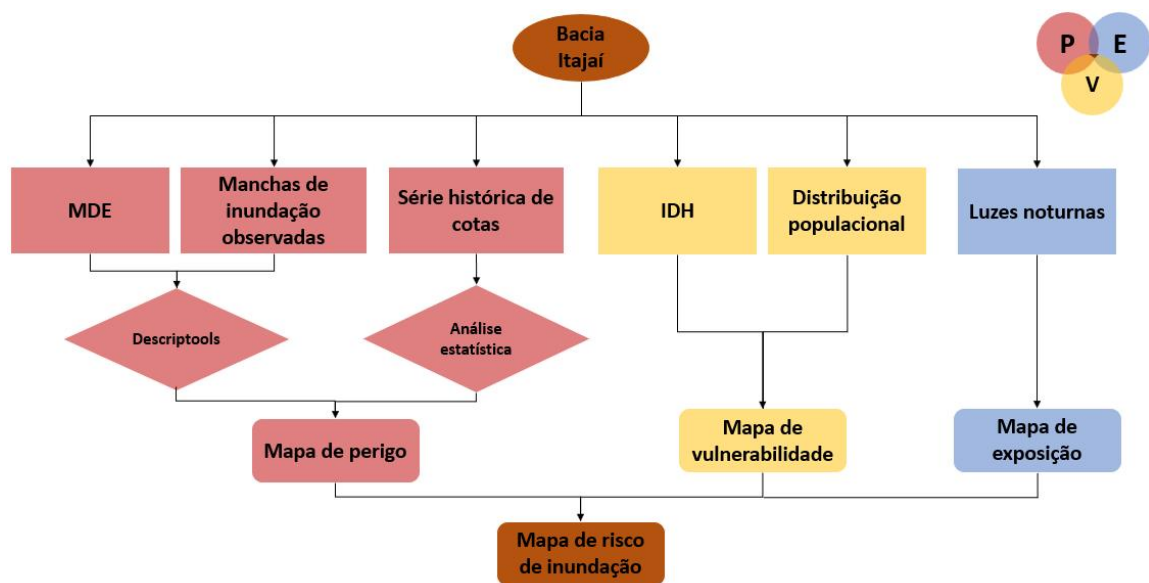 Bacia
Itajaí
P
E
V
MDE
Manchas de
inundação
observadas
Série histórica de
cotas
IDH
Distribuição
populacional
Luzes noturnas
Descriptools
Análise
estatística
Mapa de perigo
Mapa de
vulnerabilidade
Mapa de
exposição
Mapa de risco
de inundação